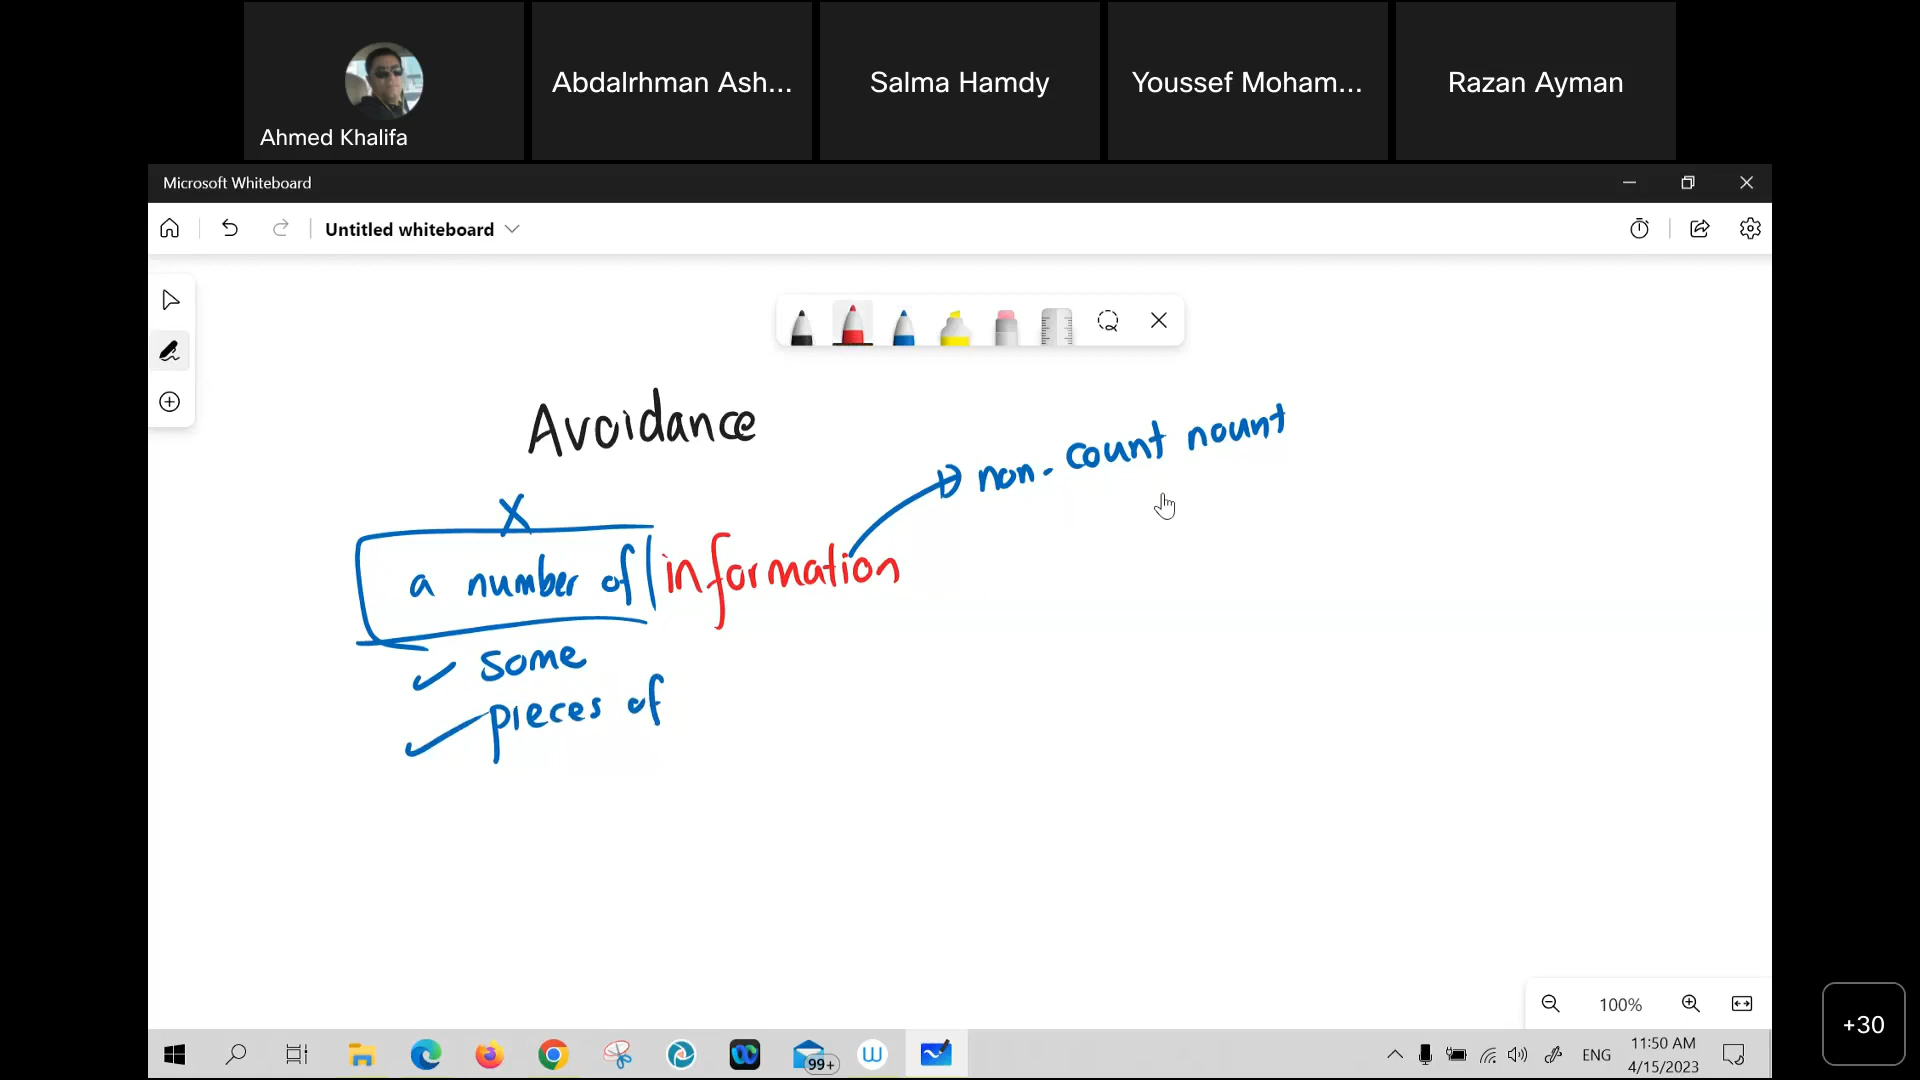 Abdalrhman Ash...
Salma Hamdy
Youssef Moham...
Razan Ayman
Ahmed Khalifa
Microsoft Whiteboard
Untitled whiteboard
Avoidance
non-count nount
X
a number of information
some
pieces of
100%
+30
99+
ENG
11:50 AM
4/15/2023